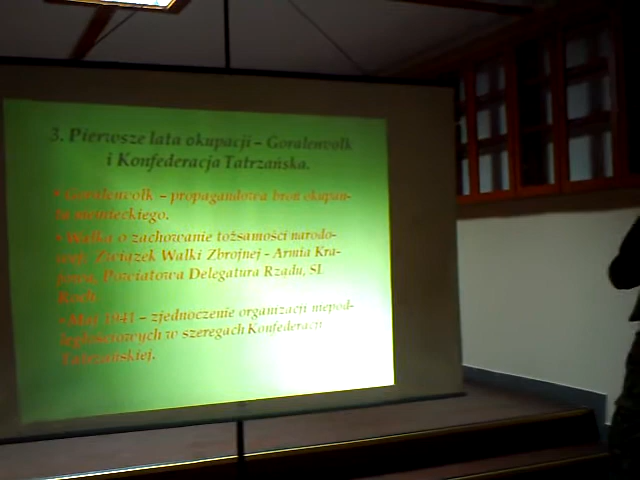 3. Pierwsze lata okupacji – Goralenvolk
i Konfederacja Tatrzańska.
• Goralenvolk – propagandowa broń okupan-
ta niemieckiego.
• Walka o zachowanie tożsamości narodo-
wej: Związek Walki Zbrojnej - Armia Kra-
jowa, Powiatowa Delegatura Rządu, SL
Roch.
• Maj 1941 – zjednoczenie organizacji niepod-
ległościowych w szeregach Konfederacji
Tatrzańskiej.